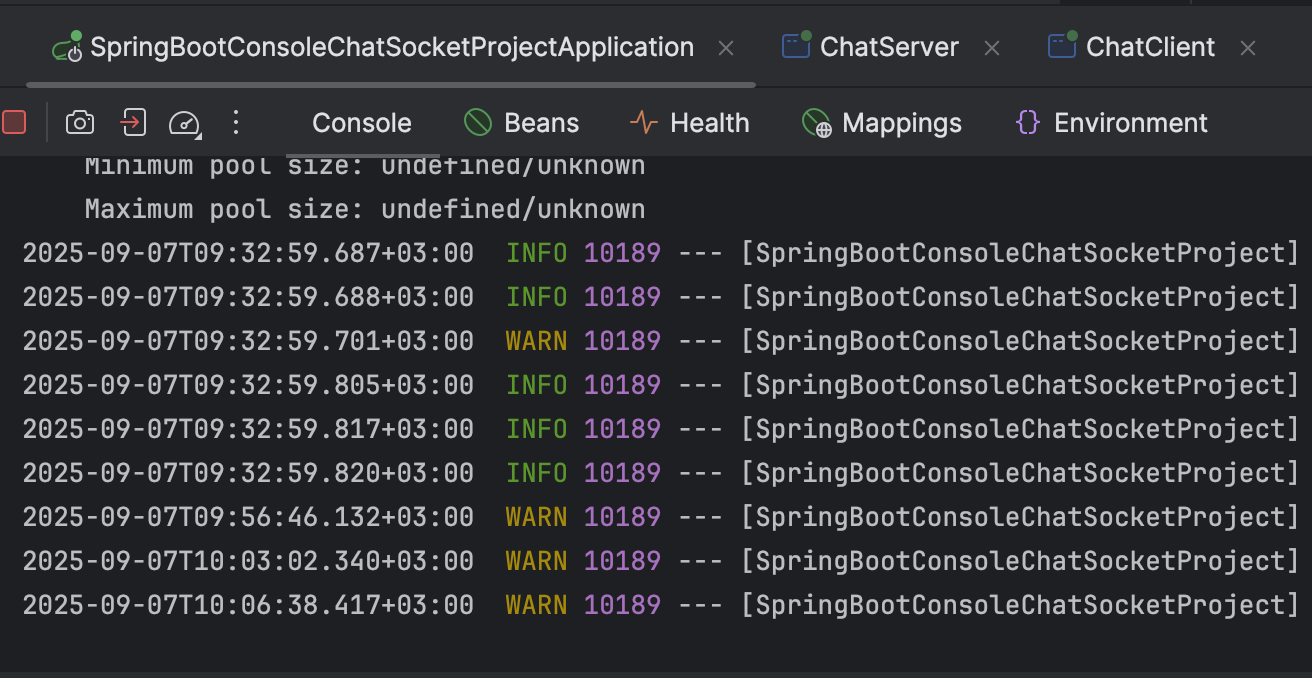 SpringBootConsoleChatSocketProjectApplication ChatServer ChatClient
Console Beans Health Mappings Environment
Minimum pool size: undefined/unknown
Maximum pool size: undefined/unknown
2025-09-07T09:32:59.687+03:00  INFO 10189 --- [SpringBootConsoleChatSocketProject]
2025-09-07T09:32:59.688+03:00  INFO 10189 --- [SpringBootConsoleChatSocketProject]
2025-09-07T09:32:59.701+03:00  WARN 10189 --- [SpringBootConsoleChatSocketProject]
2025-09-07T09:32:59.805+03:00  INFO 10189 --- [SpringBootConsoleChatSocketProject]
2025-09-07T09:32:59.817+03:00  INFO 10189 --- [SpringBootConsoleChatSocketProject]
2025-09-07T09:32:59.820+03:00  INFO 10189 --- [SpringBootConsoleChatSocketProject]
2025-09-07T09:56:46.132+03:00  WARN 10189 --- [SpringBootConsoleChatSocketProject]
2025-09-07T10:03:02.340+03:00  WARN 10189 --- [SpringBootConsoleChatSocketProject]
2025-09-07T10:06:38.417+03:00  WARN 10189 --- [SpringBootConsoleChatSocketProject]